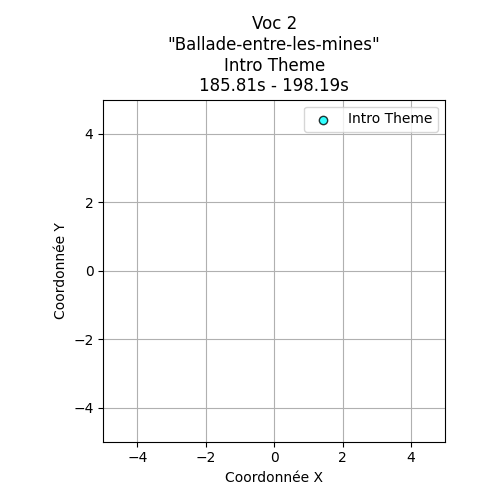 Voc 2
"Ballade-entre-les-mines"
Intro Theme
185.81s - 198.19s
Intro Theme
4
2
0
−2
−4
Coordonnée Y
−4 −2 0 2 4
Coordonnée X